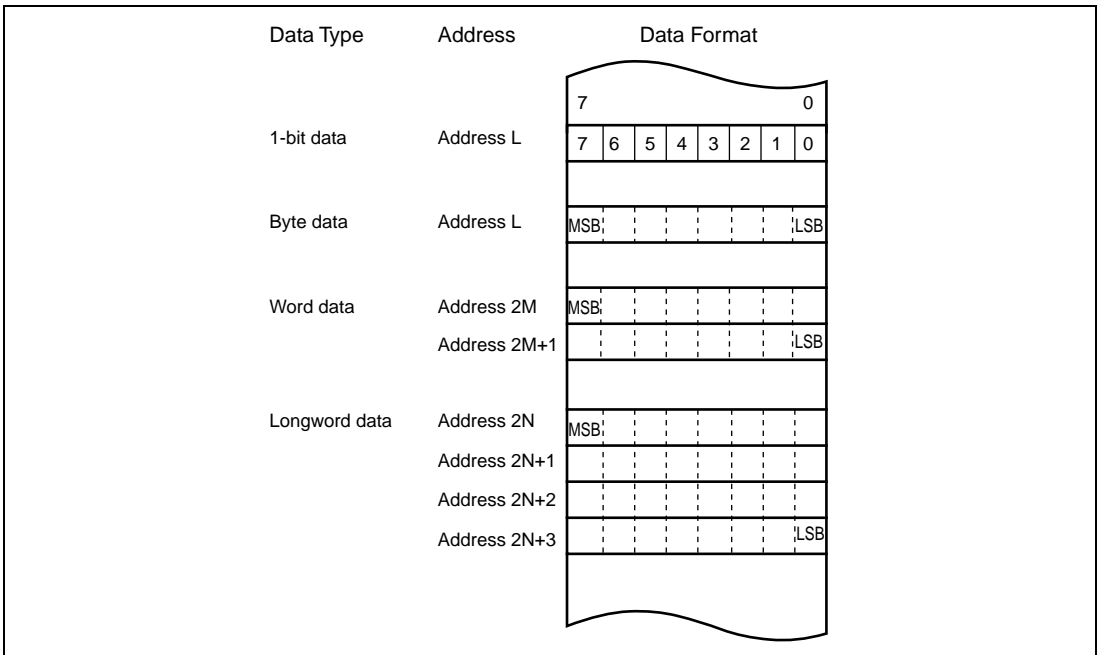 Data Type Address Data Format
7 0
1-bit data Address L 7 6 5 4 3 2 1 0
Byte data Address L MSB LSB
Word data Address 2M MSB
Address 2M+1 LSB
Longword data Address 2N MSB
Address 2N+1
Address 2N+2
Address 2N+3 LSB